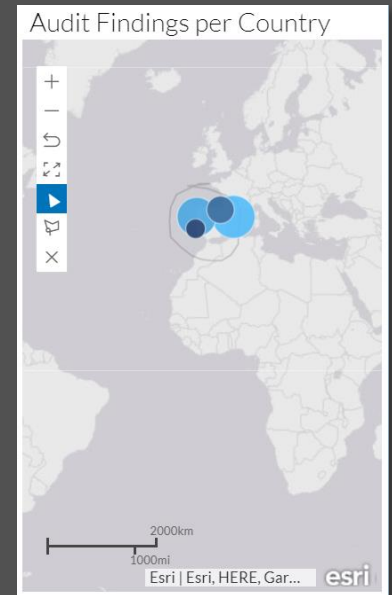 Audit Findings per Country
2000km
1000mi
Esri | Esri, HERE, Gar...
esri